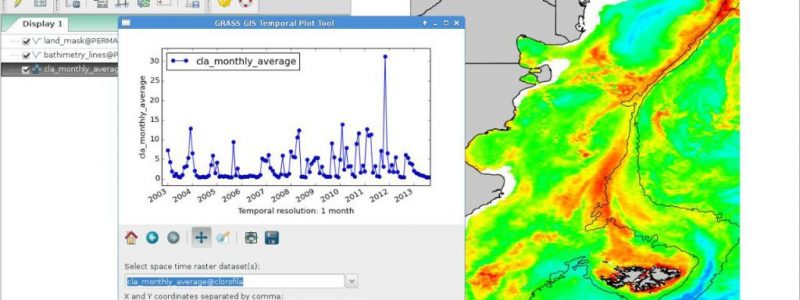 Display 1
GRASS GIS Temporal Plot Tool
land_mask@PERMA
bathimetry_lines@P
cla_monthly_average
cla_monthly_average
30
25
20
15
10
5
0
cla_monthly_average
2003
2004
2005
2006
2007
2008
2009
2010
2011
2012
2013
Temporal resolution: 1 month
Select space time raster dataset(s):
cla_monthly_average@clorofila
X and Y coordinates separated by comma: